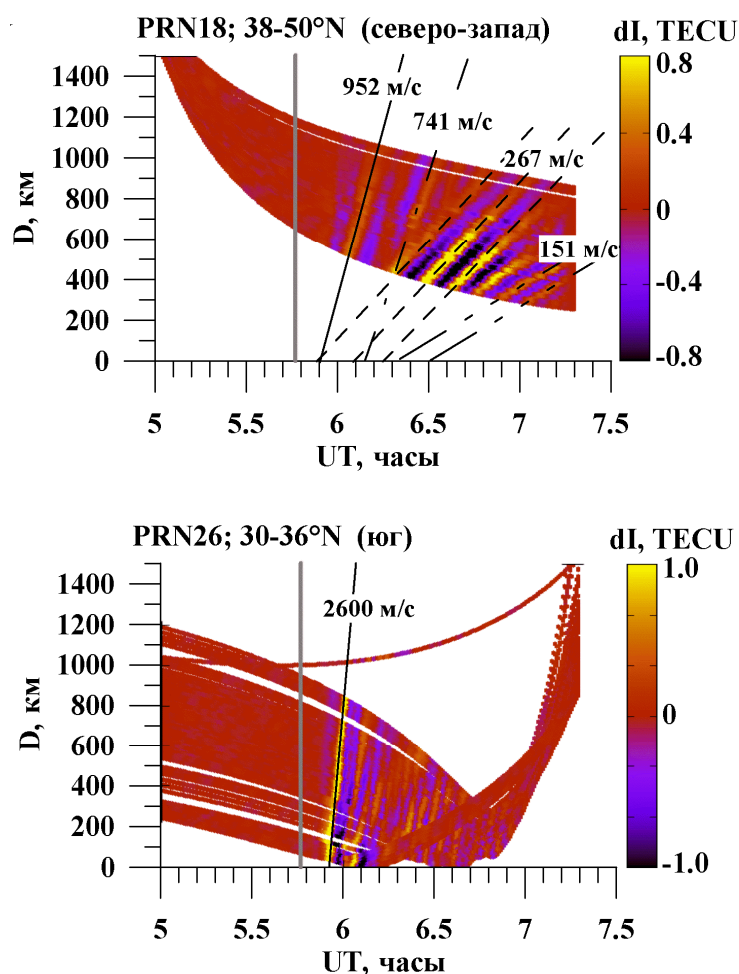 PRN18; 38-50°N (северо-запад)
dI, TECU
D, км
1400
1200
1000
800
600
400
200
0
952 м/с
741 м/с
267 м/с
151 м/с
0.8
0.4
0
-0.4
-0.8
5
5.5
6
6.5
7
7.5
UT, часы
PRN26; 30-36°N (юг)
dI, TECU
D, км
1400
1200
1000
800
600
400
200
0
2600 м/с
1.0
0
-1.0
5
5.5
6
6.5
7
7.5
UT, часы